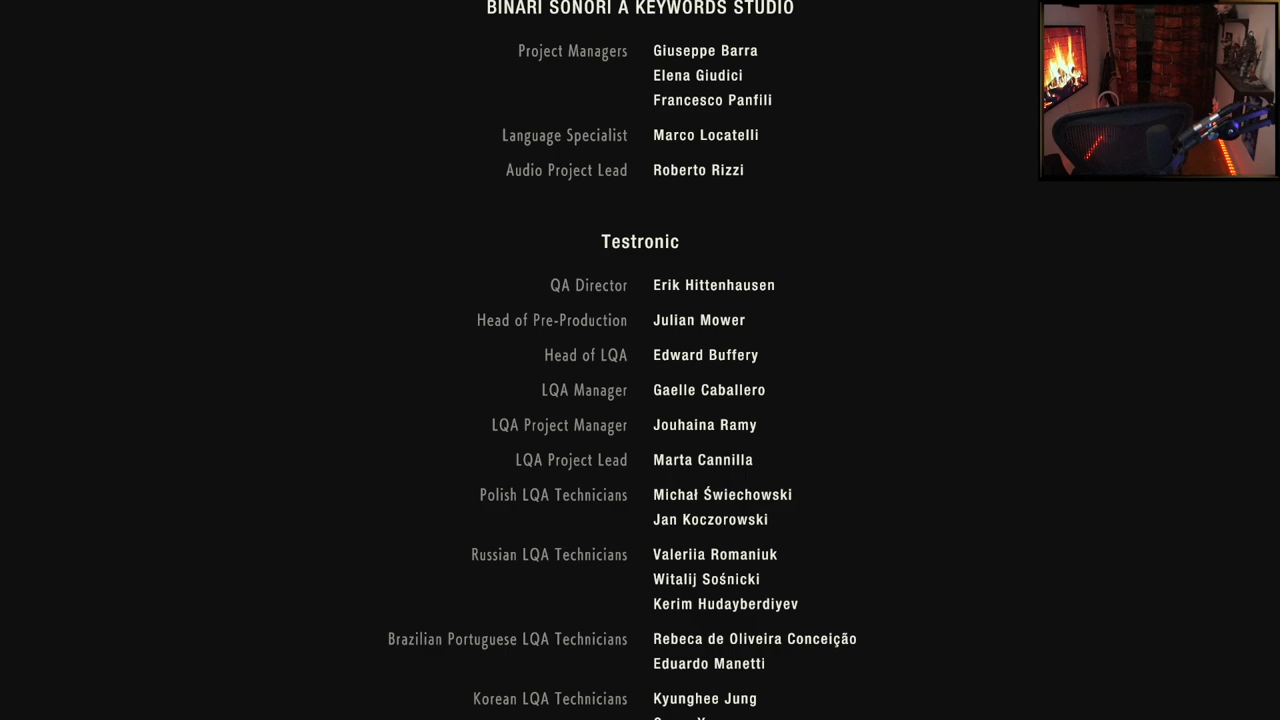 BINARI SONORI A KEYWORDS STUDIO
Project Managers Giuseppe Barra
Elena Giudici
Francesco Panfili
Language Specialist Marco Locatelli
Audio Project Lead Roberto Rizzi
Testronic
QA Director Erik Hittenhausen
Head of Pre-Production Julian Mower
Head of LQA Edward Buffery
LQA Manager Gaelle Caballero
LQA Project Manager Jouhaina Ramy
LQA Project Lead Marta Cannilla
Polish LQA Technicians Michał Świechowski
Jan Koczorowski
Russian LQA Technicians Valeriia Romaniuk
Witalij Sośnicki
Kerim Hudayberdiyev
Brazilian Portuguese LQA Technicians Rebeca de Oliveira Conceição
Eduardo Manetti
Korean LQA Technicians Kyunghee Jung